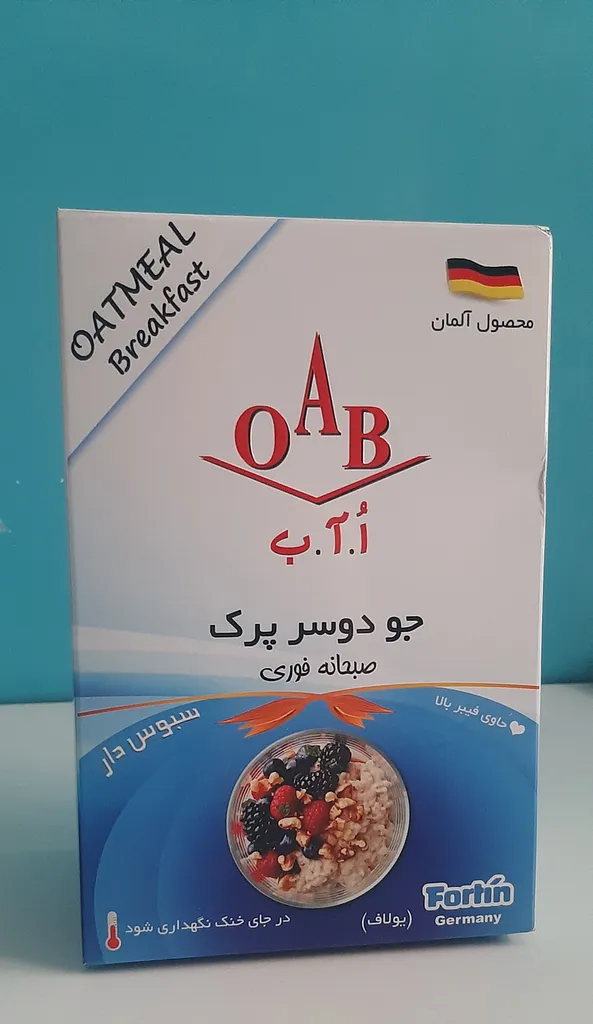 OATMEAL
Breakfast
محصول آلمان
OAB
اُ.آ.ب
جو دوسر پرک
صبحانه فوری
سبوس دار
حاوی فیبر بالا
Fortín
Germany
(یولاف)
در جای خنک نگهداری شود